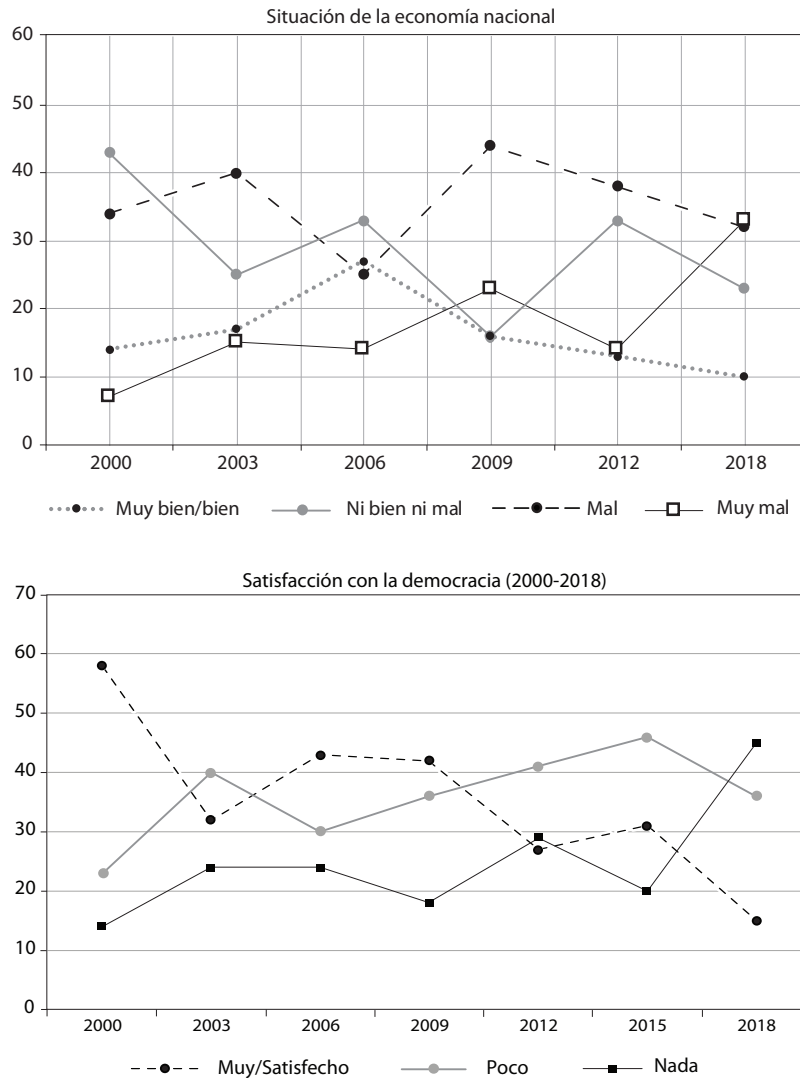 Situación de la economía nacional
60
50
40
30
20
10
0
2000 2003 2006 2009 2012 2018
Muy bien/bien Ni bien ni mal Mal Muy mal
Satisfacción con la democracia (2000-2018)
70
60
50
40
30
20
10
0
2000 2003 2006 2009 2012 2015 2018
Muy/Satisfecho Poco Nada